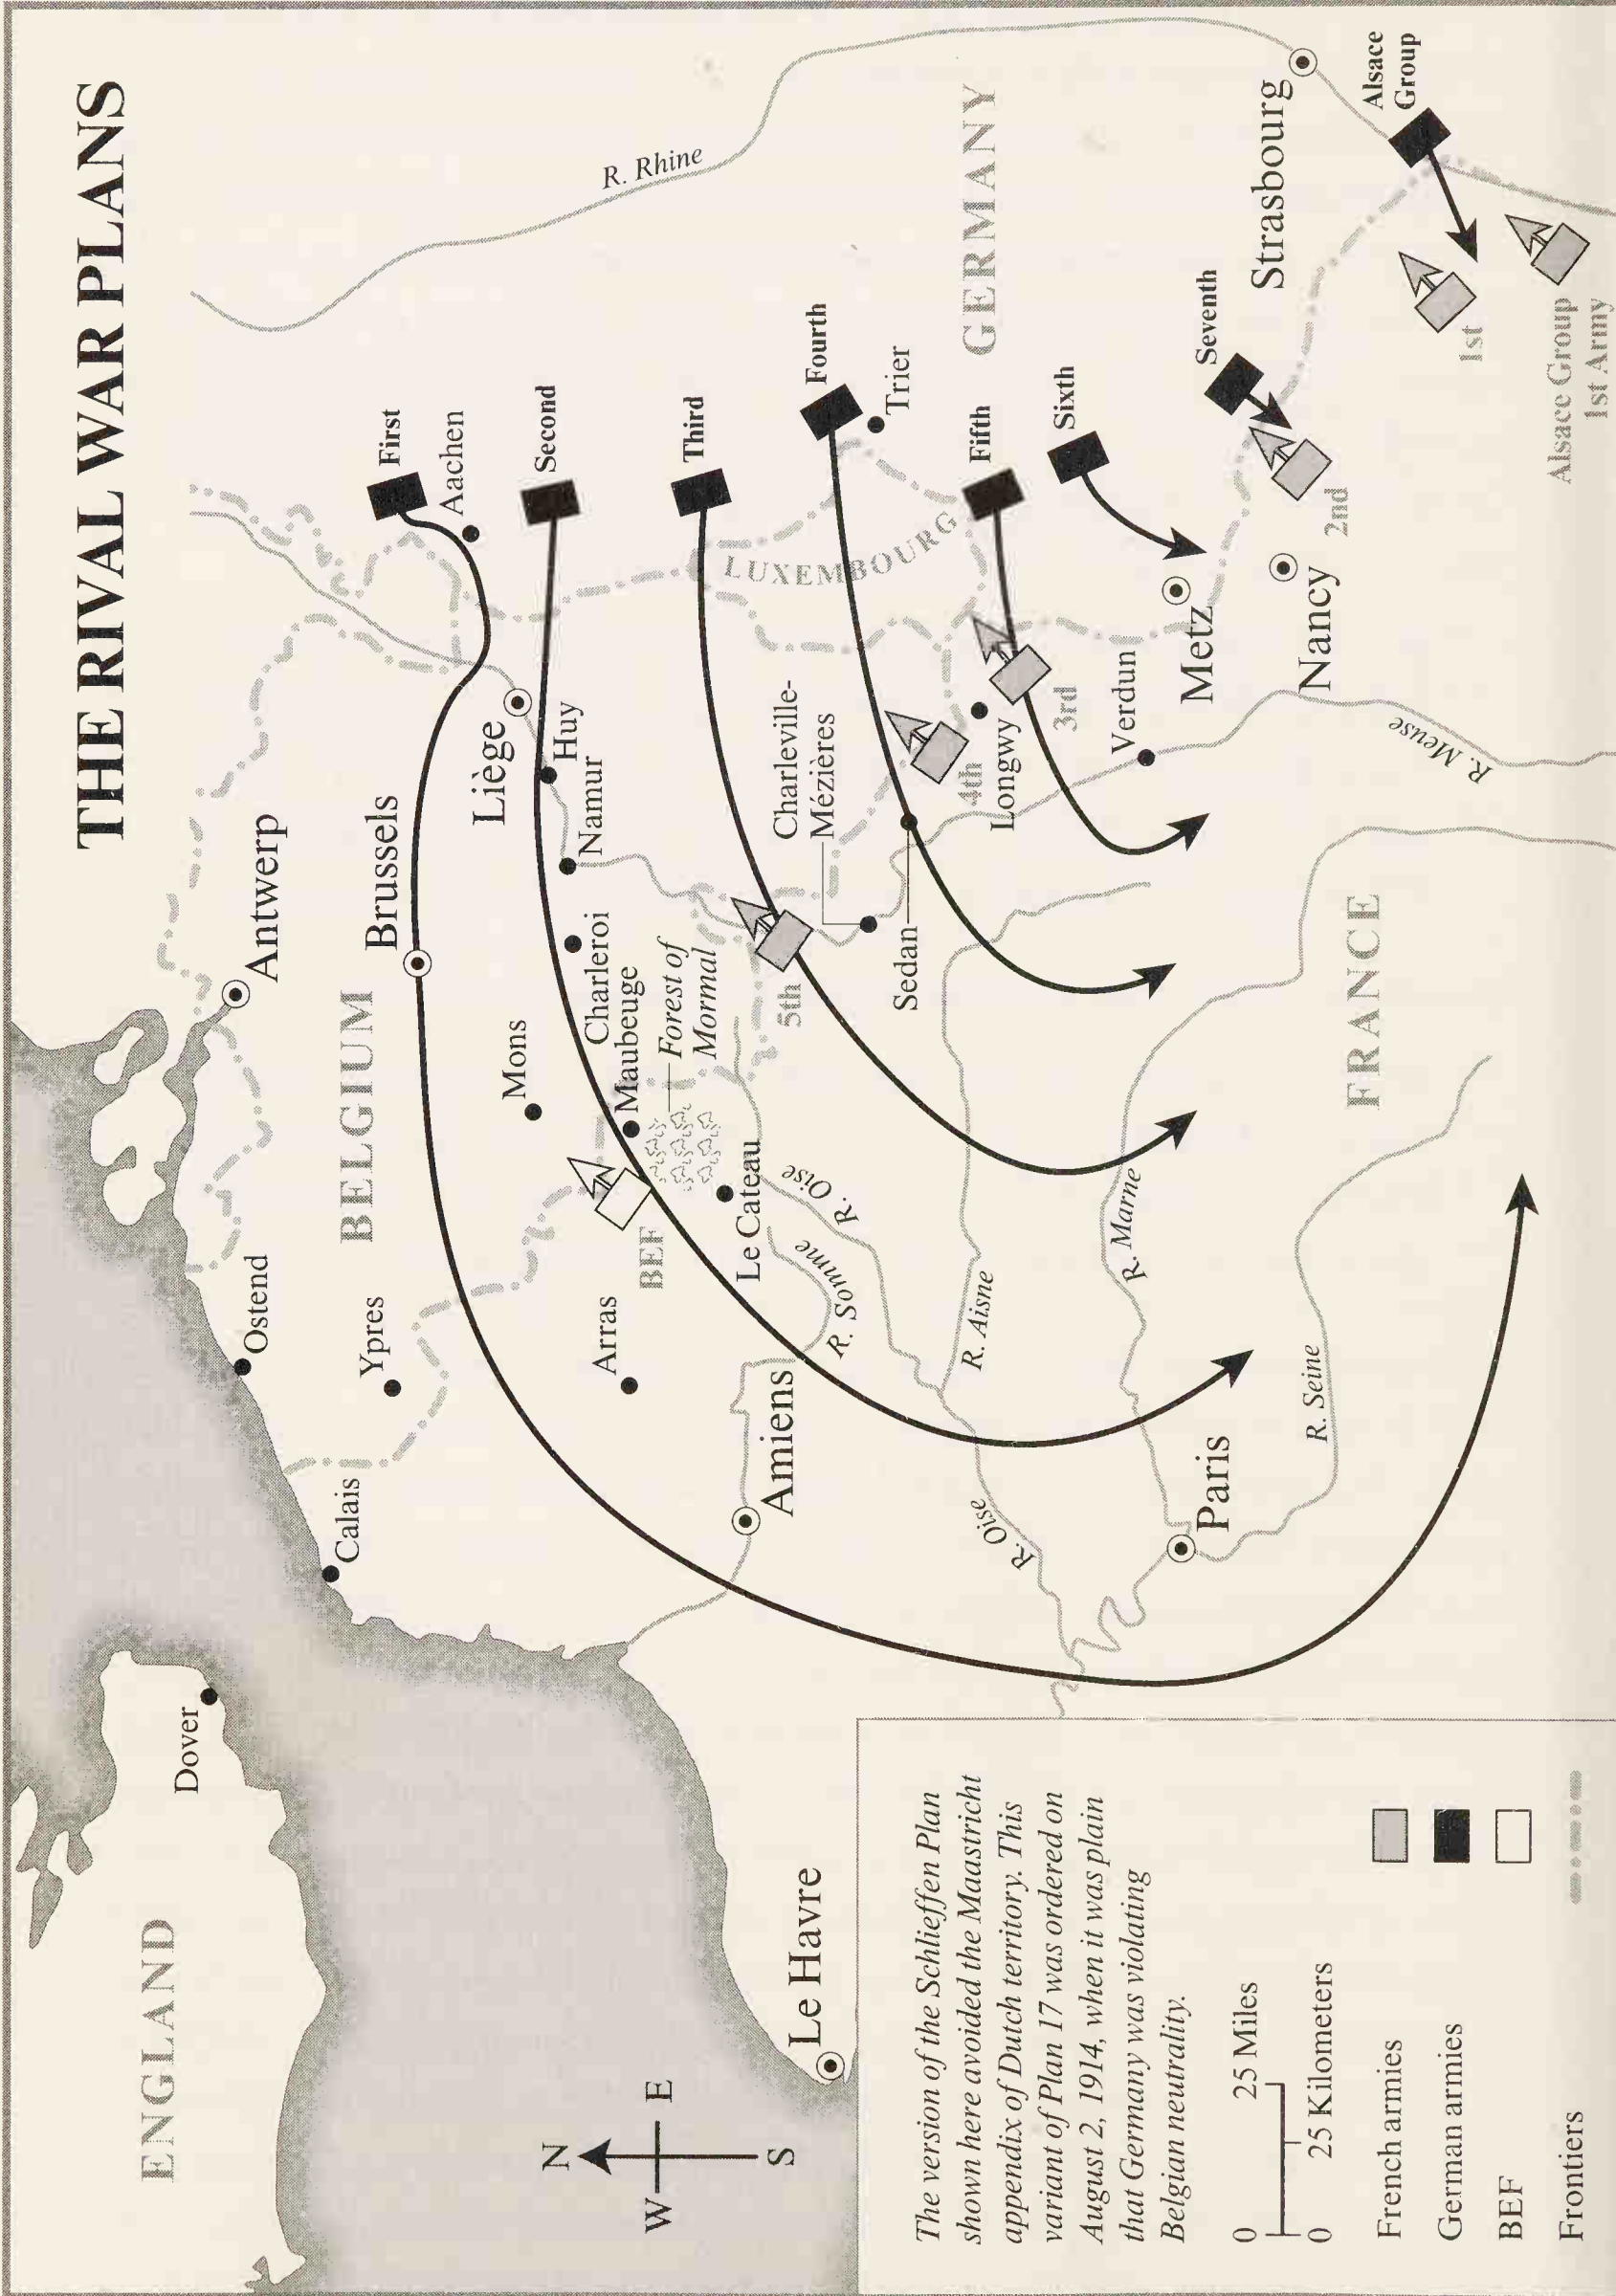 THE RIVAL WAR PLANS
ENGLAND
Dover
Calais
Ostend
Ypres
Antwerp
BELGIUM
Brussels
First
Aachen
Liège
Second
Huy
Namur
Mons
Charleroi
Maubeuge
Forest of
Mormal
BEF
Arras
Le Cateau
Amiens
R. Somme
R. Oise
Third
LUXEMBOURG
Charleville-
Mézières
5th
Fourth
Trier
R. Rhine
GERMANY
Sedan
4th
Longwy
Fifth
3rd
Sixth
Verdun
Metz
Seventh
Strasbourg
Nancy
2nd
Alsace
Group
1st
Alsace Group
1st Army
R. Meuse
R. Aisne
R. Oise
R. Marne
Paris
R. Seine
FRANCE
N
W
E
S
Le Havre
The version of the Schlieffen Plan
shown here avoided the Maastricht
appendix of Dutch territory. This
variant of Plan 17 was ordered on
August 2, 1914, when it was plain
that Germany was violating
Belgian neutrality.
0 25 Miles
0 25 Kilometers
French armies
German armies
BEF
Frontiers